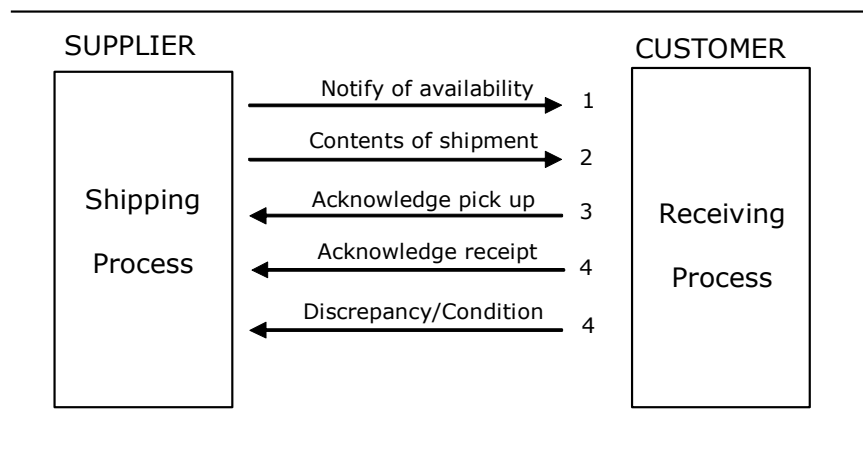 SUPPLIER
CUSTOMER
Notify of availability 1
Contents of shipment 2
Shipping
Process
Acknowledge pick up 3
Acknowledge receipt 4
Discrepancy/Condition 4
Receiving
Process